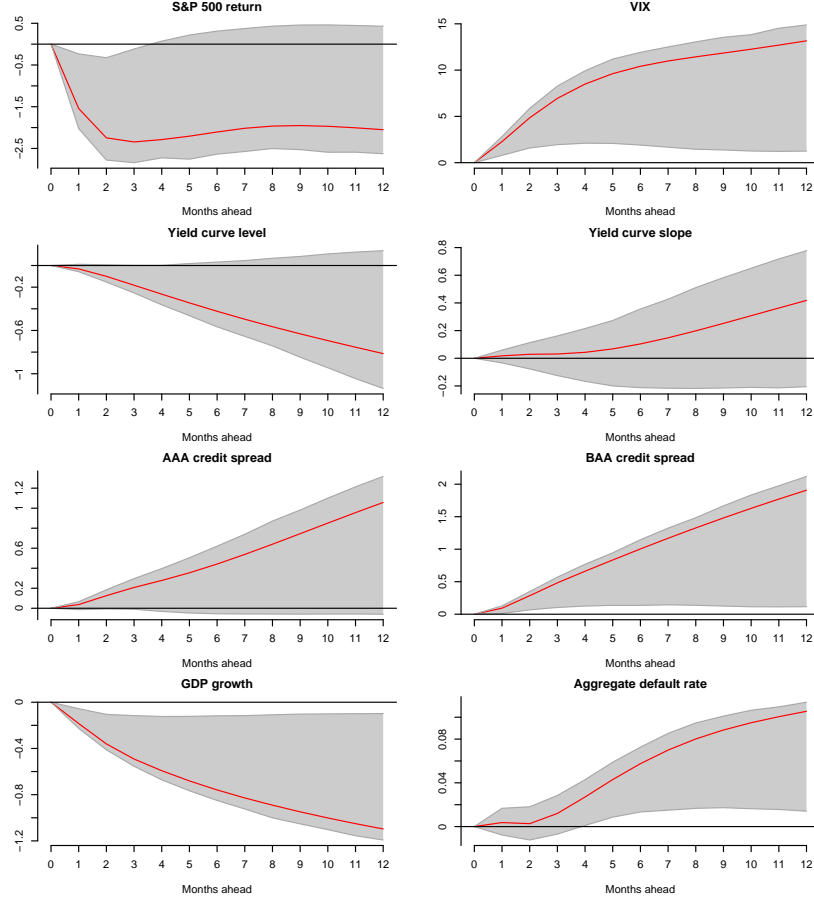 S&P 500 return
0.5
−0.5
−1.5
−2.5
0 1 2 3 4 5 6 7 8 9 10 11 12
Months ahead
VIX
15
10
5
0
0 1 2 3 4 5 6 7 8 9 10 11 12
Months ahead
Yield curve level
−0.2
−0.6
−1
0 1 2 3 4 5 6 7 8 9 10 11 12
Months ahead
Yield curve slope
0.8
0.6
0.4
0.2
0
−0.2
0 1 2 3 4 5 6 7 8 9 10 11 12
Months ahead
AAA credit spread
1.2
0.6
0.2
0
0 1 2 3 4 5 6 7 8 9 10 11 12
Months ahead
BAA credit spread
2
1.5
1
0.5
0
0 1 2 3 4 5 6 7 8 9 10 11 12
Months ahead
GDP growth
0
−0.4
−0.8
−1.2
0 1 2 3 4 5 6 7 8 9 10 11 12
Months ahead
Aggregate default rate
0.08
0.04
0
0 1 2 3 4 5 6 7 8 9 10 11 12
Months ahead